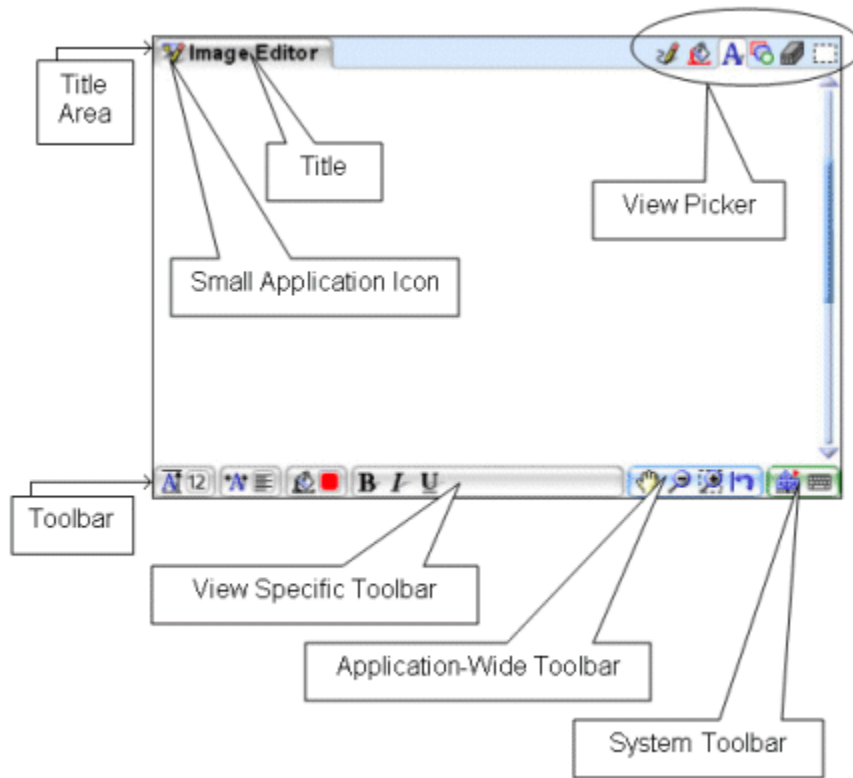 Image Editor
A
Title
Area
Title
View Picker
Small Application Icon
A 12 A B I U
Toolbar
View Specific Toolbar
Application-Wide Toolbar
System Toolbar